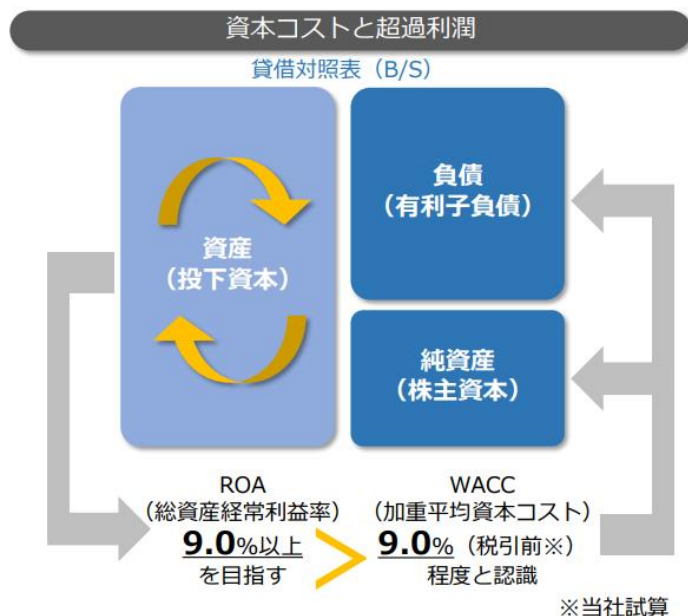 資本コストと超過利潤
貸借対照表（B/S）
資産
（投下資本）
負債
（有利子負債）
純資産
（株主資本）
ROA
（総資産経常利益率）
9.0%以上
を目指す
WACC
（加重平均資本コスト）
9.0%（税引前※）
程度と認識
※当社試算